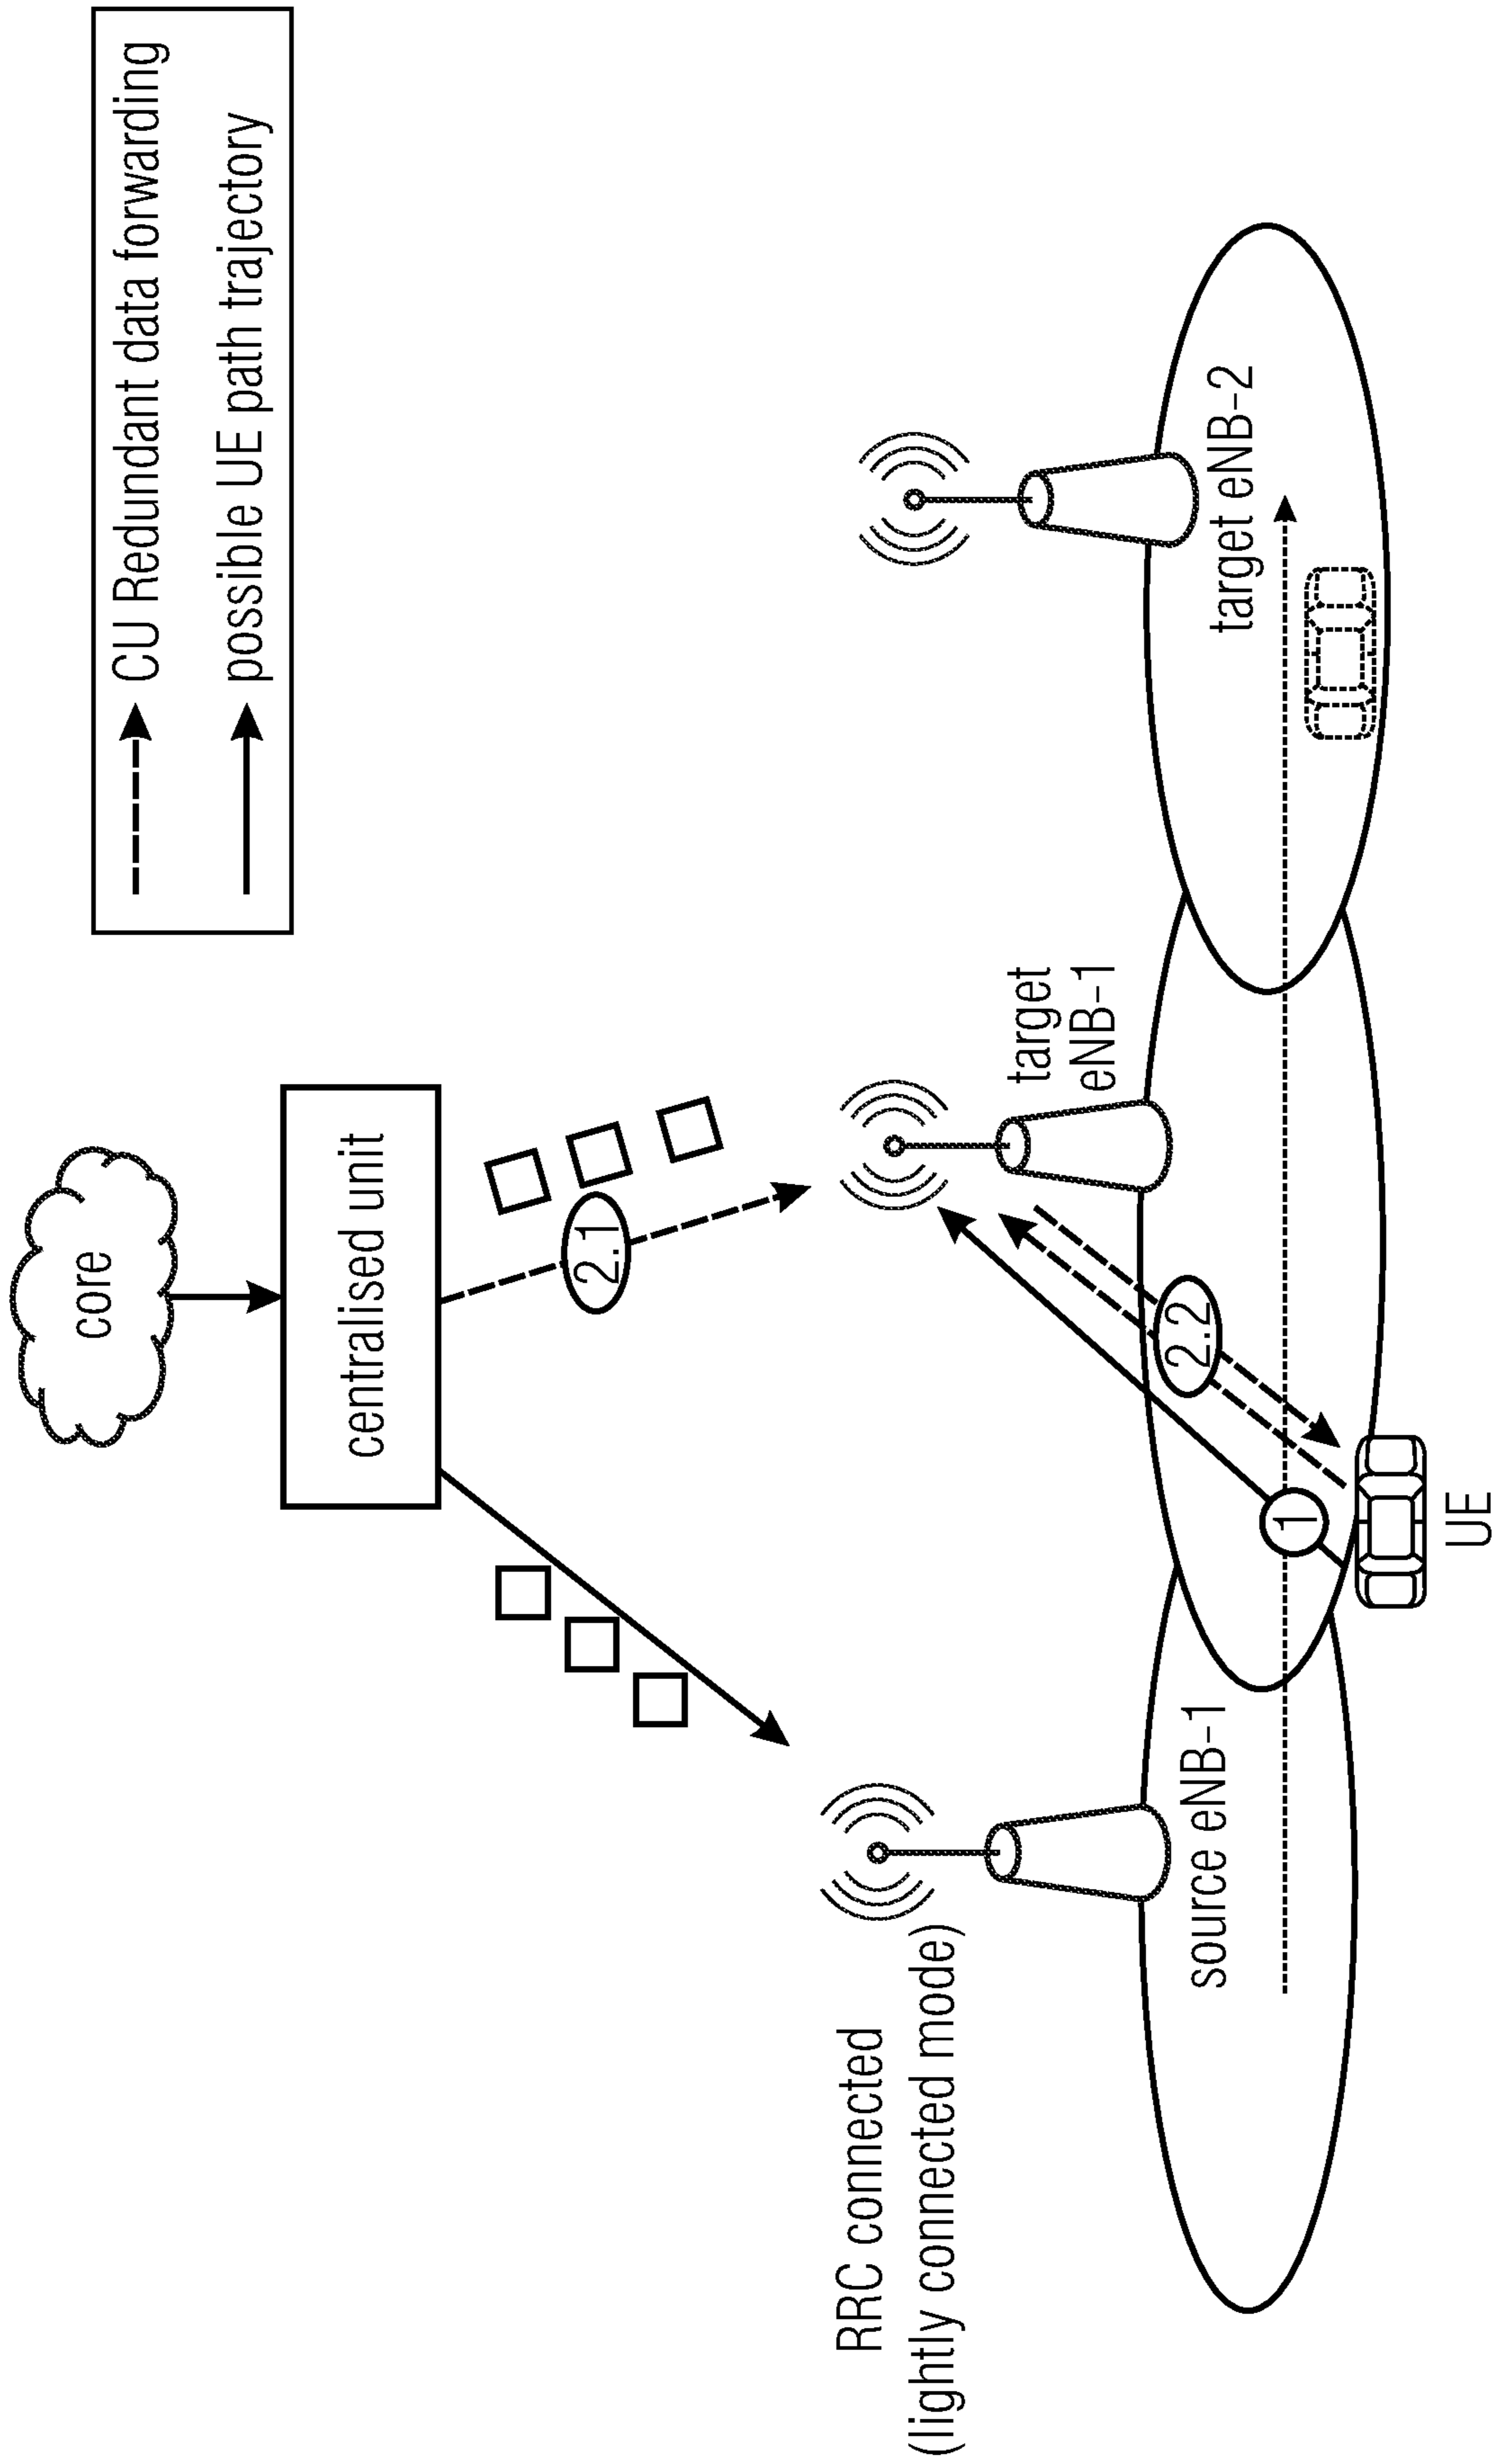 CU Redundant data forwarding
possible UE path trajectory
core
centralised unit
2.1
RRC connected
(lightly connected mode)
target
eNB-1
2.2
1
source eNB-1
target eNB-2
UE